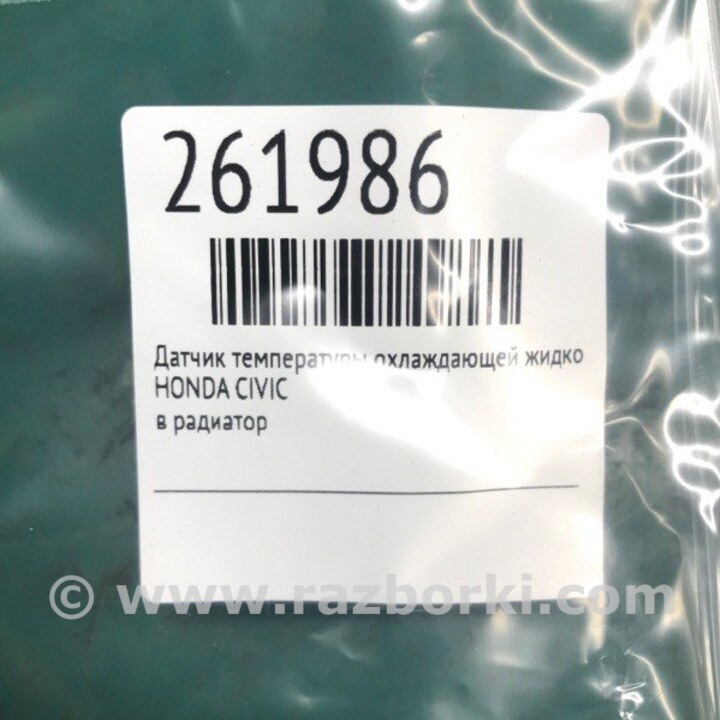 261986
Датчик температуры охлаждающей жидко
HONDA CIVIC
в радиатор
© www.razborki.com